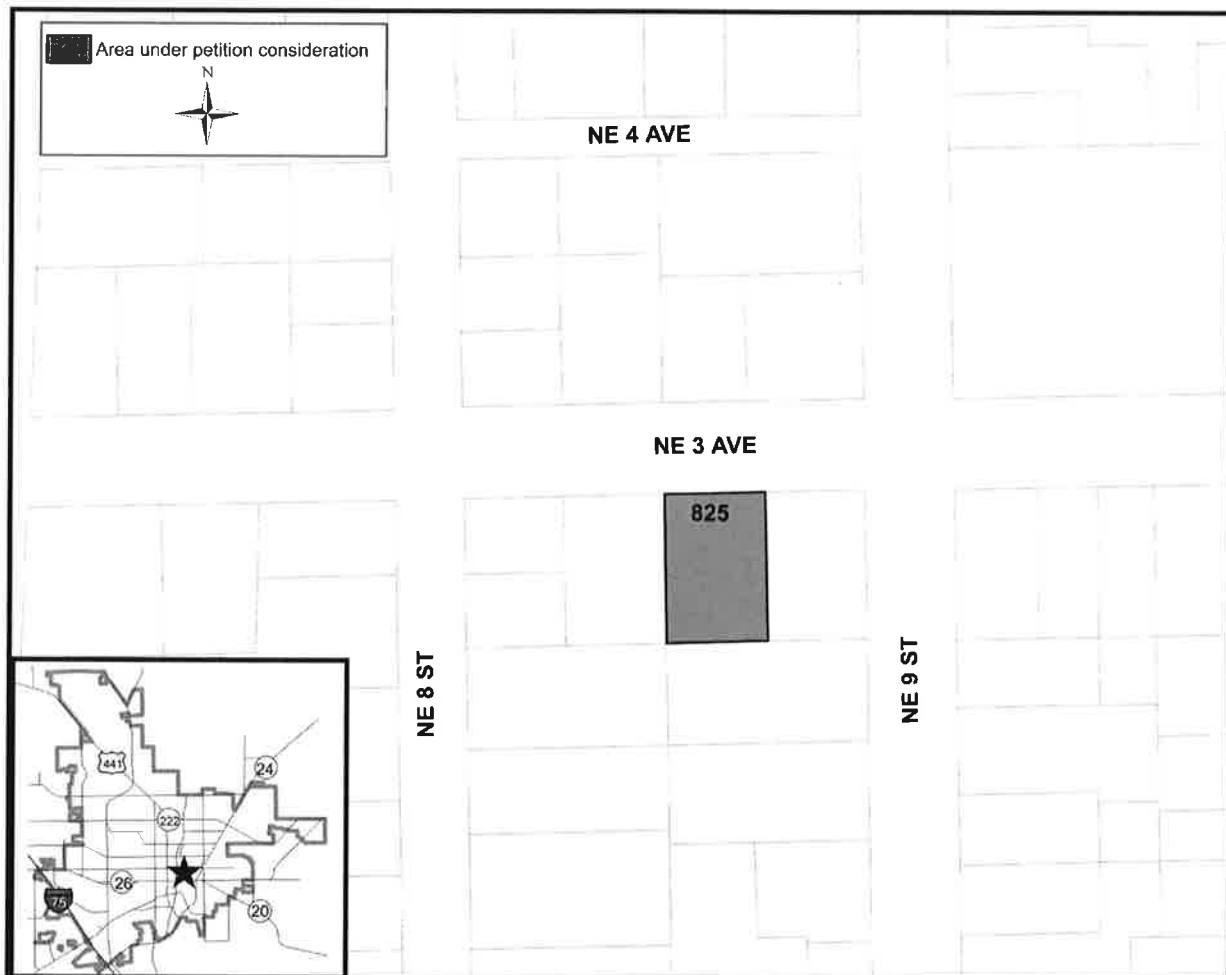 Area under petition consideration
N
NE 4 AVE
NE 3 AVE
825
NE 8 ST
NE 9 ST
441
24
222
26
75
20